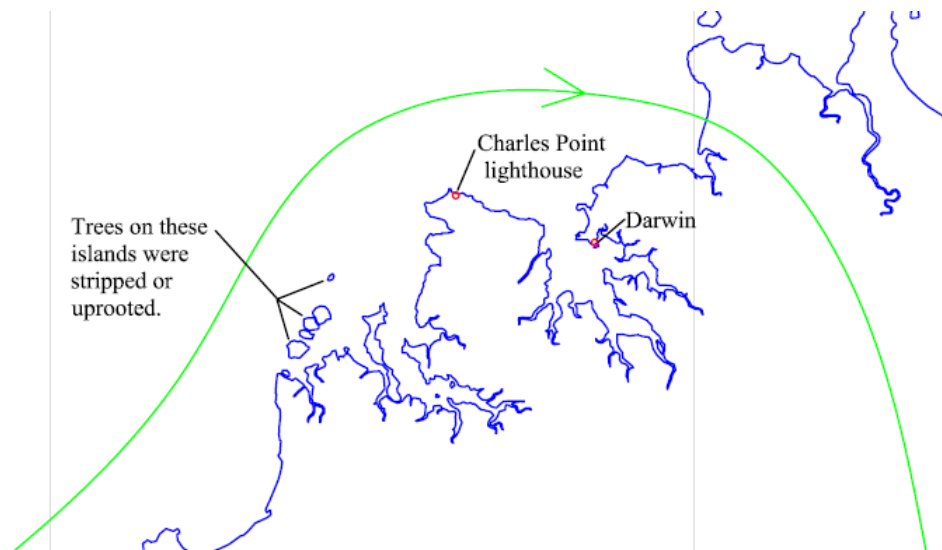 Charles Point
lighthouse
Darwin
Trees on these
islands were
stripped or
uprooted.